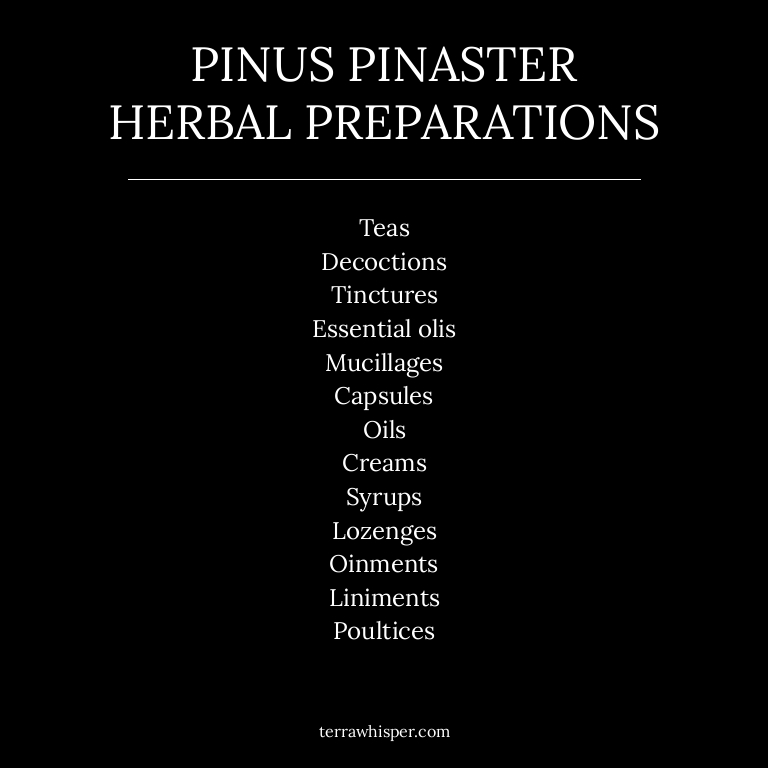 PINUS PINASTER
HERBAL PREPARATIONS
Teas
Decoctions
Tinctures
Essential olis
Mucillages
Capsules
Oils
Creams
Syrups
Lozenges
Oinments
Liniments
Poultices
terrawhisper.com